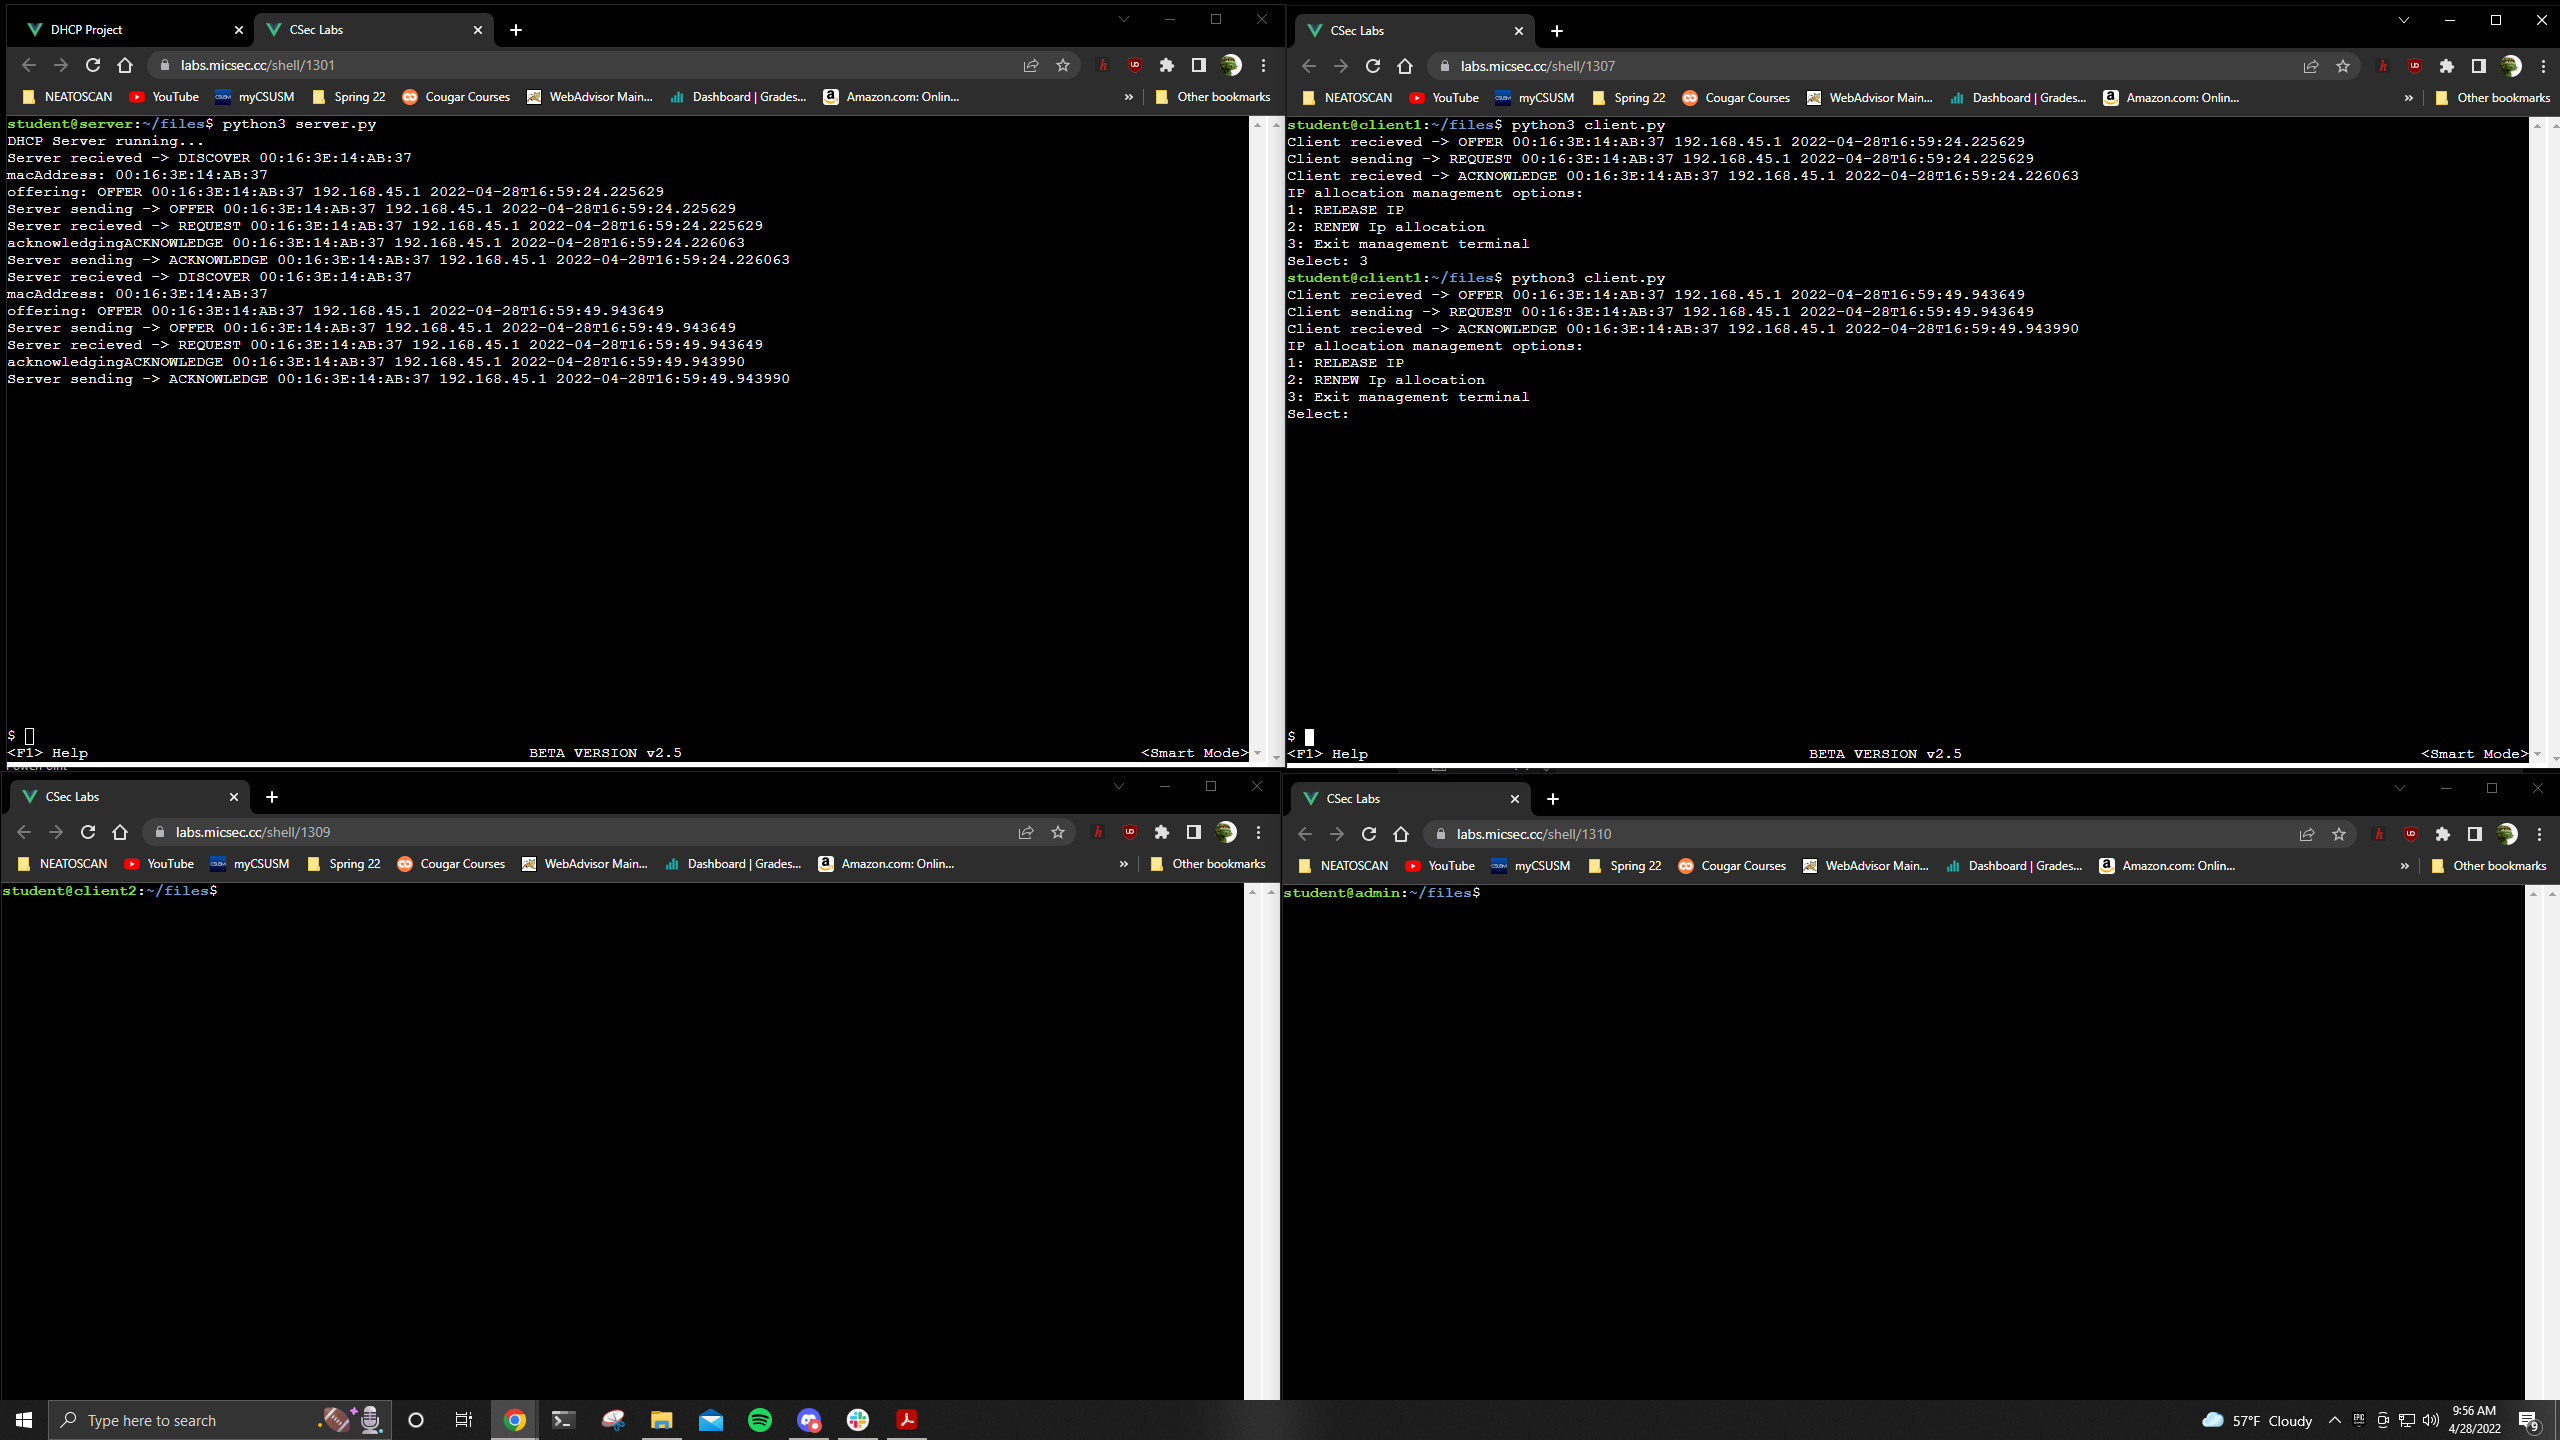 DHCP Project
CSec Labs
labs.micsec.cc/shell/1301
NEATOSCAN YouTube myCSUSM Spring 22 Cougar Courses WebAdvisor Main... Dashboard | Grades... Amazon.com: Onlin... » Other bookmarks
student@server:~/files$ python3 server.py
DHCP Server running...
Server recieved -> DISCOVER 00:16:3E:14:AB:37
macAddress: 00:16:3E:14:AB:37
offering: OFFER 00:16:3E:14:AB:37 192.168.45.1 2022-04-28T16:59:24.225629
Server sending -> OFFER 00:16:3E:14:AB:37 192.168.45.1 2022-04-28T16:59:24.225629
Server recieved -> REQUEST 00:16:3E:14:AB:37 192.168.45.1 2022-04-28T16:59:24.225629
acknowledgingACKNOWLEDGE 00:16:3E:14:AB:37 192.168.45.1 2022-04-28T16:59:24.226063
Server sending -> ACKNOWLEDGE 00:16:3E:14:AB:37 192.168.45.1 2022-04-28T16:59:24.226063
Server recieved -> DISCOVER 00:16:3E:14:AB:37
macAddress: 00:16:3E:14:AB:37
offering: OFFER 00:16:3E:14:AB:37 192.168.45.1 2022-04-28T16:59:49.943649
Server sending -> OFFER 00:16:3E:14:AB:37 192.168.45.1 2022-04-28T16:59:49.943649
Server recieved -> REQUEST 00:16:3E:14:AB:37 192.168.45.1 2022-04-28T16:59:49.943649
acknowledgingACKNOWLEDGE 00:16:3E:14:AB:37 192.168.45.1 2022-04-28T16:59:49.943990
Server sending -> ACKNOWLEDGE 00:16:3E:14:AB:37 192.168.45.1 2022-04-28T16:59:49.943990
$
<F1> Help BETA VERSION v2.5 <Smart Mode>
CSec Labs
labs.micsec.cc/shell/1307
NEATOSCAN YouTube myCSUSM Spring 22 Cougar Courses WebAdvisor Main... Dashboard | Grades... Amazon.com: Onlin... » Other bookmarks
student@client1:~/files$ python3 client.py
Client recieved -> OFFER 00:16:3E:14:AB:37 192.168.45.1 2022-04-28T16:59:24.225629
Client sending -> REQUEST 00:16:3E:14:AB:37 192.168.45.1 2022-04-28T16:59:24.225629
Client recieved -> ACKNOWLEDGE 00:16:3E:14:AB:37 192.168.45.1 2022-04-28T16:59:24.226063
IP allocation management options:
1: RELEASE IP
2: RENEW Ip allocation
3: Exit management terminal
Select: 3
student@client1:~/files$ python3 client.py
Client recieved -> OFFER 00:16:3E:14:AB:37 192.168.45.1 2022-04-28T16:59:49.943649
Client sending -> REQUEST 00:16:3E:14:AB:37 192.168.45.1 2022-04-28T16:59:49.943649
Client recieved -> ACKNOWLEDGE 00:16:3E:14:AB:37 192.168.45.1 2022-04-28T16:59:49.943990
IP allocation management options:
1: RELEASE IP
2: RENEW Ip allocation
3: Exit management terminal
Select:
$
<F1> Help BETA VERSION v2.5 <Smart Mode>
CSec Labs
labs.micsec.cc/shell/1309
NEATOSCAN YouTube myCSUSM Spring 22 Cougar Courses WebAdvisor Main... Dashboard | Grades... Amazon.com: Onlin... » Other bookmarks
student@client2:~/files$
CSec Labs
labs.micsec.cc/shell/1310
NEATOSCAN YouTube myCSUSM Spring 22 Cougar Courses WebAdvisor Main... Dashboard | Grades... Amazon.com: Onlin... » Other bookmarks
student@admin:~/files$
Type here to search
57°F Cloudy
9:56 AM
4/28/2022
9